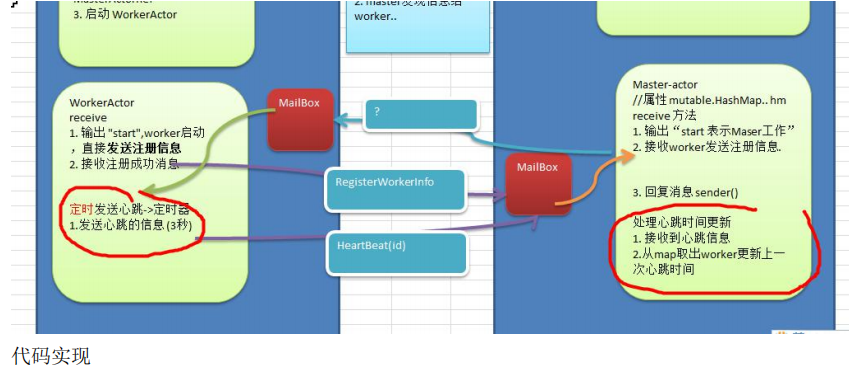 3. 启动 WorkerActor
2. master发现信息给
worker..
WorkerActor
receive
1. 输出 "start",worker启动
，直接发送注册信息
2. 接收注册成功消息
定时发送心跳->定时器
1.发送心跳的信息 (3秒)
MailBox
?
RegisterWorkerInfo
HeartBeat(id)
MailBox
Master-actor
//属性 mutable.HashMap.. hm
receive 方法
1. 输出“start 表示Maser工作”
2. 接收worker发送注册信息.
3. 回复消息 sender()
处理心跳时间更新
1. 接收到心跳信息
2.从map取出worker更新上一
次心跳时间
代码实现